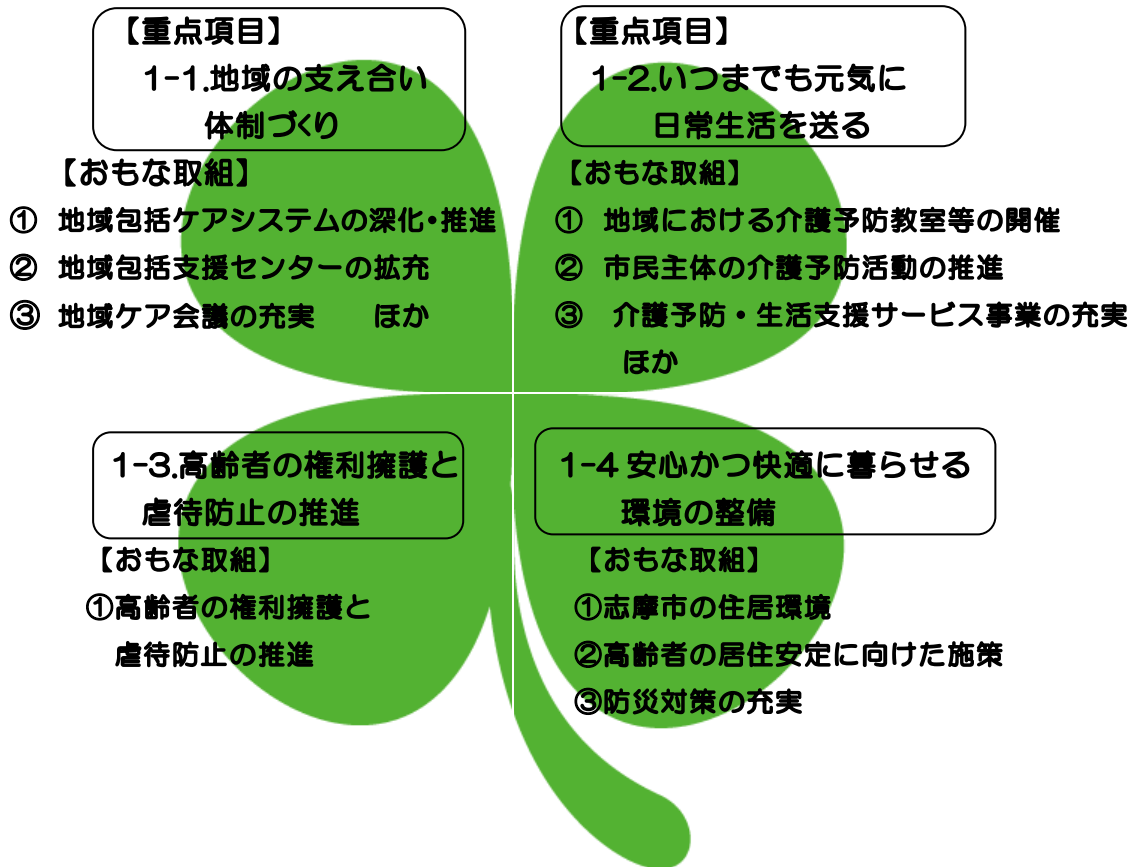 【重点項目】
1-1.地域の支え合い
体制づくり
【おもな取組】
① 地域包括ケアシステムの深化・推進
② 地域包括支援センターの拡充
③ 地域ケア会議の充実　　ほか
【重点項目】
1-2.いつまでも元気に
日常生活を送る
【おもな取組】
① 地域における介護予防教室等の開催
② 市民主体の介護予防活動の推進
③ 介護予防・生活支援サービス事業の充実
ほか
1-3.高齢者の権利擁護と
虐待防止の推進
【おもな取組】
①高齢者の権利擁護と
虐待防止の推進
1-4 安心かつ快適に暮らせる
環境の整備
【おもな取組】
①志摩市の住居環境
②高齢者の居住安定に向けた施策
③防災対策の充実